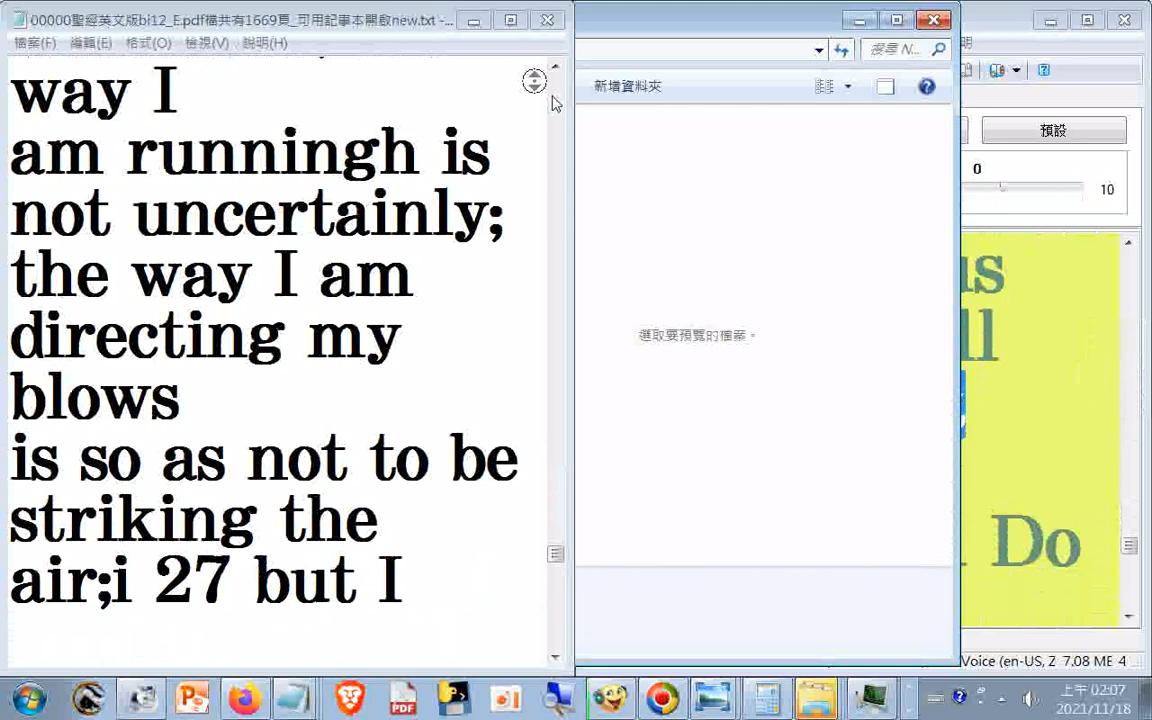 00000聖經英文版bi12_E.pdf檔共有1669頁_可用記事本開啟new.txt -...
檔案(F) 編輯(E) 格式(O) 檢視(V) 說明(H)
way I
am runningh is
not uncertainly;
the way I am
directing my
blows
is so as not to be
striking the
air;i 27 but I
搜尋 N...
新增資料夾
選取要預覽的檔案。
明
預設
0
10
us
ll
Do
Voice (en-US, Z 7.08 ME 4
上午 02:07
2021/11/18